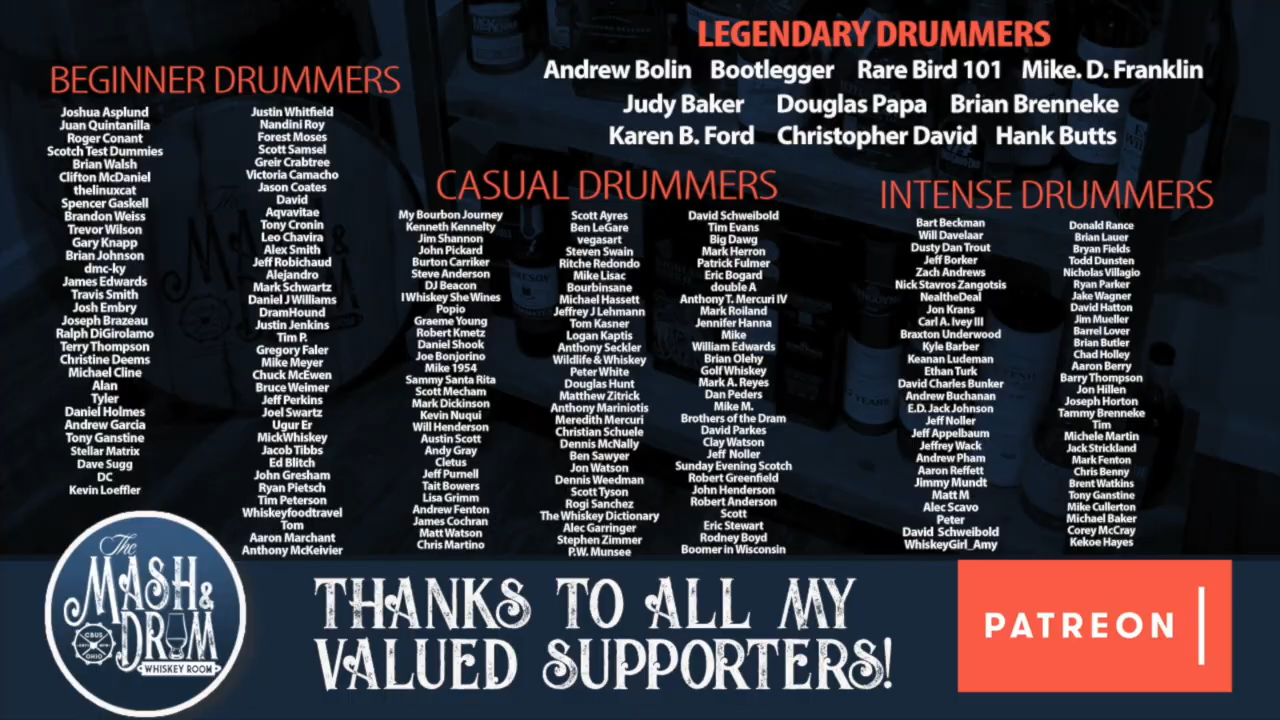 LEGENDARY DRUMMERS
Andrew Bolin Bootlegger Rare Bird 101 Mike. D. Franklin
Judy Baker Douglas Papa Brian Brenneke
Karen B. Ford Christopher David Hank Butts
BEGINNER DRUMMERS
Joshua Asplund
Juan Quintanilla
Roger Conant
Scotch Test Dummies
Brian Walsh
Clifton McDaniel
thelinuxcat
Spencer Gaskell
Brandon Weiss
Trevor Wilson
Gary Knapp
Brian Johnson
dmc-ky
James Edwards
Travis Smith
Josh Embry
Joseph Brazeau
Ralph DiGirolamo
Terry Thompson
Christine Deems
Michael Cline
Alan
Tyler
Daniel Holmes
Andrew Garcia
Tony Ganstine
Stellar Matrix
Dave Sugg
DC
Kevin Loeffler
Justin Whitfield
Nandini Roy
Forest Moses
Scott Samsel
Greir Crabtree
Victoria Camacho
Jason Coates
David
Aqvavitae
Tony Cronin
Leo Chavira
Alex Smith
Jeff Robichaud
Alejandro
Mark Schwartz
Daniel J Williams
DramHound
Justin Jenkins
Tim P.
Gregory Faler
Mike Meyer
Chuck McEwen
Bruce Weimer
Jeff Perkins
Joel Swartz
Ugur Er
MickWhiskey
Jacob Tibbs
Ed Blitch
John Gresham
Ryan Pietsch
Tim Peterson
Whiskeyfoodtravel
Tom
Aaron Marchant
Anthony McKeivier
CASUAL DRUMMERS
My Bourbon Journey
Kenneth Kennelty
Jim Shannon
John Pickard
Burton Carriker
Steve Anderson
DJ Beacon
I Whiskey She Wines
Popio
Graeme Young
Robert Kmetz
Daniel Shook
Joe Bonjorino
Mike 1954
Sammy Santa Rita
Scott Mecham
Mark Dickinson
Kevin Nuqui
Will Henderson
Austin Scott
Andy Gray
Cletus
Jeff Purnell
Tait Bowers
Lisa Grimm
Andrew Fenton
James Cochran
Matt Watson
Chris Martino
Scott Ayres
Ben LeGare
vegasart
Steven Swain
Ritche Redondo
Mike Lisac
Bourbinsane
Michael Hassett
Jeffrey J Lehmann
Tom Kasner
Logan Kaptis
Anthony Seckler
Wildlife & Whiskey
Peter White
Douglas Hunt
Matthew Zitrick
Anthony Mariniotis
Meredith Mercuri
Christian Schuele
Dennis McNally
Ben Sawyer
Jon Watson
Dennis Weedman
Scott Tyson
Rogi Sanchez
The Whiskey Dictionary
Alec Garringer
Stephen Zimmer
P.W. Munsee
David Schweibold
Tim Evans
Big Dawg
Mark Herron
Patrick Fulmer
Eric Bogard
double A
Anthony T. Mercuri IV
Mark Roiland
Jennifer Hanna
Mike
William Edwards
Brian Olehy
Golf Whiskey
Mark A. Reyes
Dan Peders
Mike M.
Brothers of the Dram
David Parkes
Clay Watson
Jeff Noller
Sunday Evening Scotch
Robert Greenfield
John Henderson
Robert Anderson
Scott
Eric Stewart
Rodney Boyd
Boomer in Wisconsin
INTENSE DRUMMERS
Bart Beckman
Will Davelaar
Dusty Dan Trout
Jeff Borker
Zach Andrews
Nick Stavros Zangotsis
NealtheDeal
Jon Krans
Carl A. Ivey III
Braxton Underwood
Kyle Barber
Keanan Ludeman
Ethan Turk
David Charles Bunker
Andrew Buchanan
E.D. Jack Johnson
Jeff Noller
Jeff Appelbaum
Jeffrey Wack
Andrew Pham
Aaron Reffett
Jimmy Mundt
Matt M
Alec Scavo
Peter
David Schweibold
WhiskeyGirl_Amy
Donald Rance
Brian Lauer
Bryan Fields
Todd Dunsten
Nicholas Villagio
Ryan Parker
Jake Wagner
David Hatton
Jim Mueller
Barrel Lover
Brian Butler
Chad Holley
Aaron Berry
Barry Thompson
Jon Hillen
Joseph Horton
Tammy Brenneke
Tim
Michele Martin
Jack Strickland
Mark Fenton
Chris Benny
Brent Watkins
Tony Ganstine
Mike Cullerton
Michael Baker
Corey McCray
Kekoe Hayes
The
MASH &
DRUM
CBUS
OHIO
WHISKEY ROOM
THANKS TO ALL MY
VALUED SUPPORTERS!
PATREON